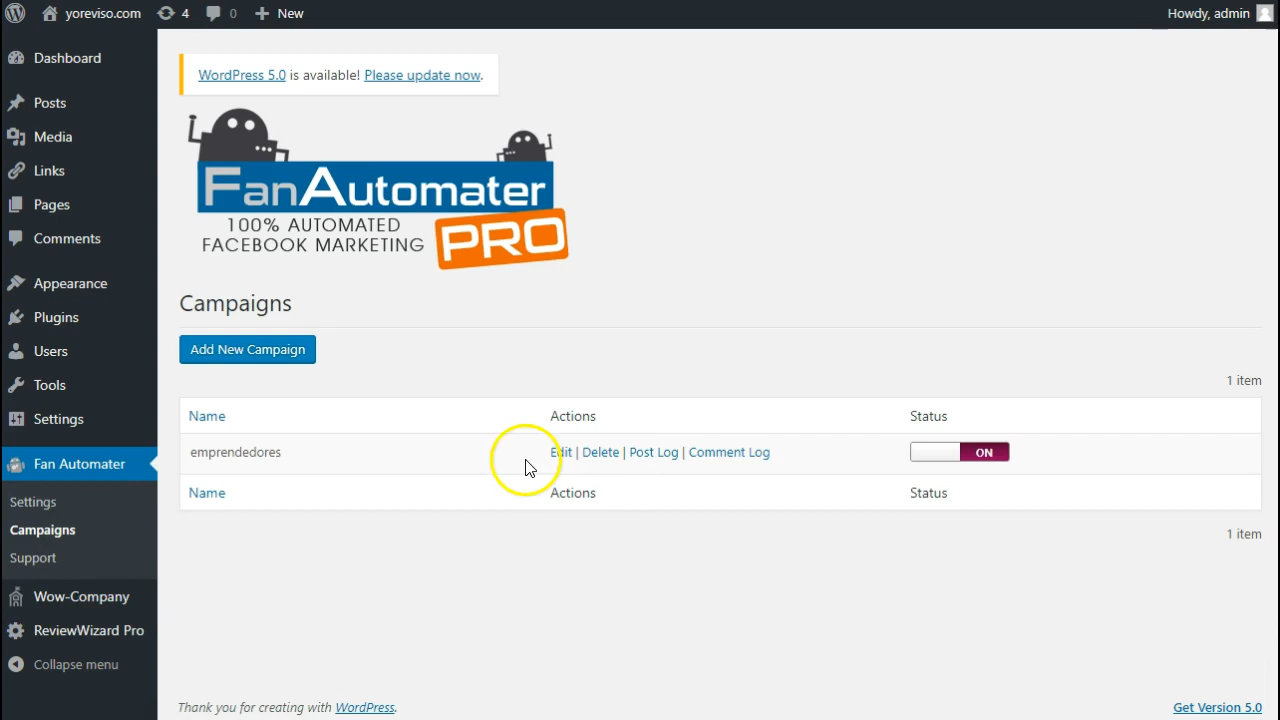 yoreviso.com 4 0 New Howdy, admin
Dashboard
Posts
Media
Links
Pages
Comments
Appearance
Plugins
Users
Tools
Settings
Fan Automater
Settings
Campaigns
Support
Wow-Company
ReviewWizard Pro
Collapse menu
WordPress 5.0 is available! Please update now.
FanAutomater
100% AUTOMATED
FACEBOOK MARKETING
PRO
Campaigns
Add New Campaign
1 item
Name Actions Status
emprendedores Edit | Delete | Post Log | Comment Log ON
Name Actions Status
1 item
Thank you for creating with WordPress. Get Version 5.0